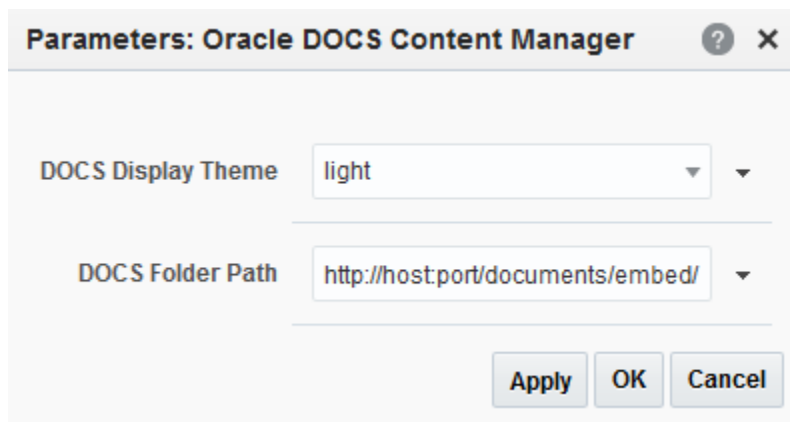 Parameters: Oracle DOCS Content Manager ? ×
DOCS Display Theme light
DOCS Folder Path http://host:port/documents/embed/
Apply OK Cancel